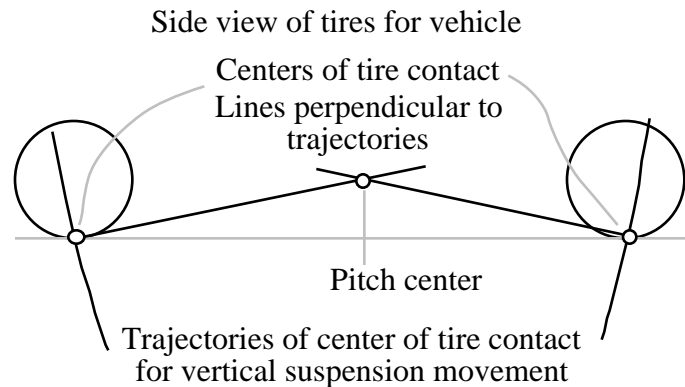 Side view of tires for vehicle
Centers of tire contact
Lines perpendicular to
trajectories
Pitch center
Trajectories of center of tire contact
for vertical suspension movement